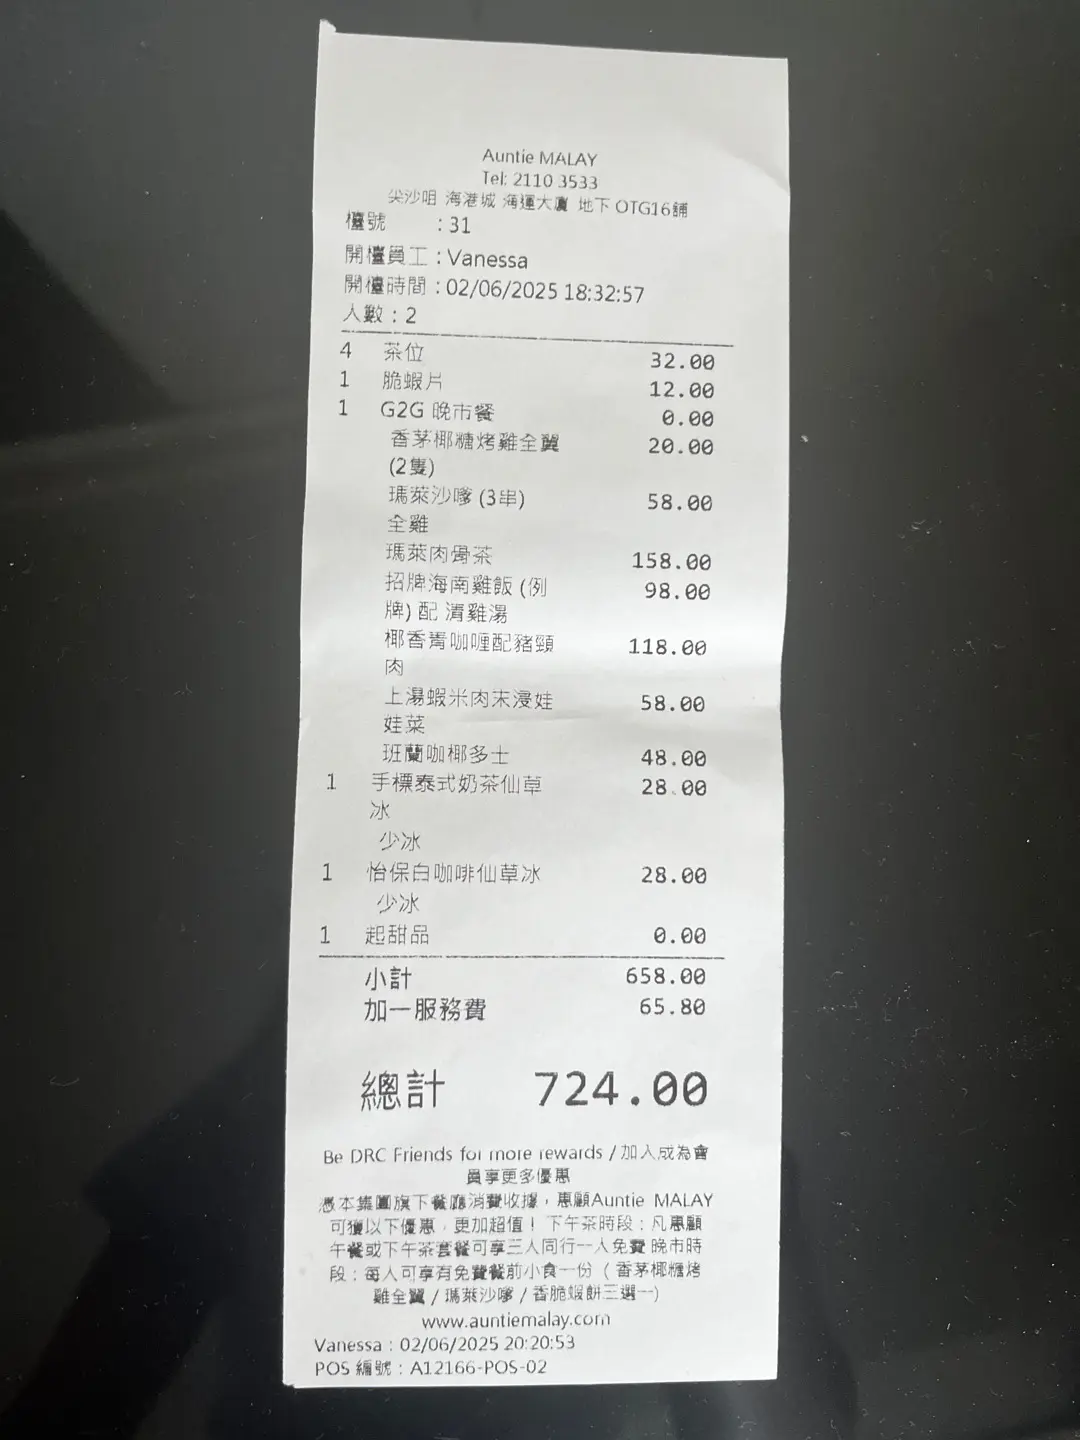 Auntie MALAY
Tel: 2110 3533
尖沙咀 海港城 海運大廈 地下 OTG16舖
檯號 : 31
開檯員工 : Vanessa
開檯時間 : 02/06/2025 18:32:57
人數 : 2
4 茶位 32.00
1 脆蝦片 12.00
1 G2G 晚市餐 0.00
香茅椰糖烤雞全翼 20.00
(2隻)
瑪萊沙嗲 (3串) 58.00
全雞
瑪萊肉骨茶 158.00
招牌海南雞飯 (例 98.00
牌) 配 清雞湯
椰香青咖喱配豬頸 118.00
肉
上湯蝦米肉末浸娃 58.00
娃菜
班蘭咖椰多士 48.00
1 手標泰式奶茶仙草 28.00
冰
少冰
1 怡保白咖啡仙草冰 28.00
少冰
1 起甜品 0.00
小計 658.00
加一服務費 65.80
總計 724.00
Be DRC Friends for more rewards / 加入成為會
員享更多優惠
憑本集團旗下餐廳消費收據，惠顧Auntie MALAY
可獲以下優惠，更加超值！ 下午茶時段：凡惠顧
午餐或下午茶套餐可享三人同行一人免費 晚市時
段：每人可享有免費餐前小食一份 ( 香茅椰糖烤
雞全翼 / 瑪萊沙嗲 / 香脆蝦餅三選一)
www.auntiemalay.com
Vanessa : 02/06/2025 20:20:53
POS 編號 : A12166-POS-02